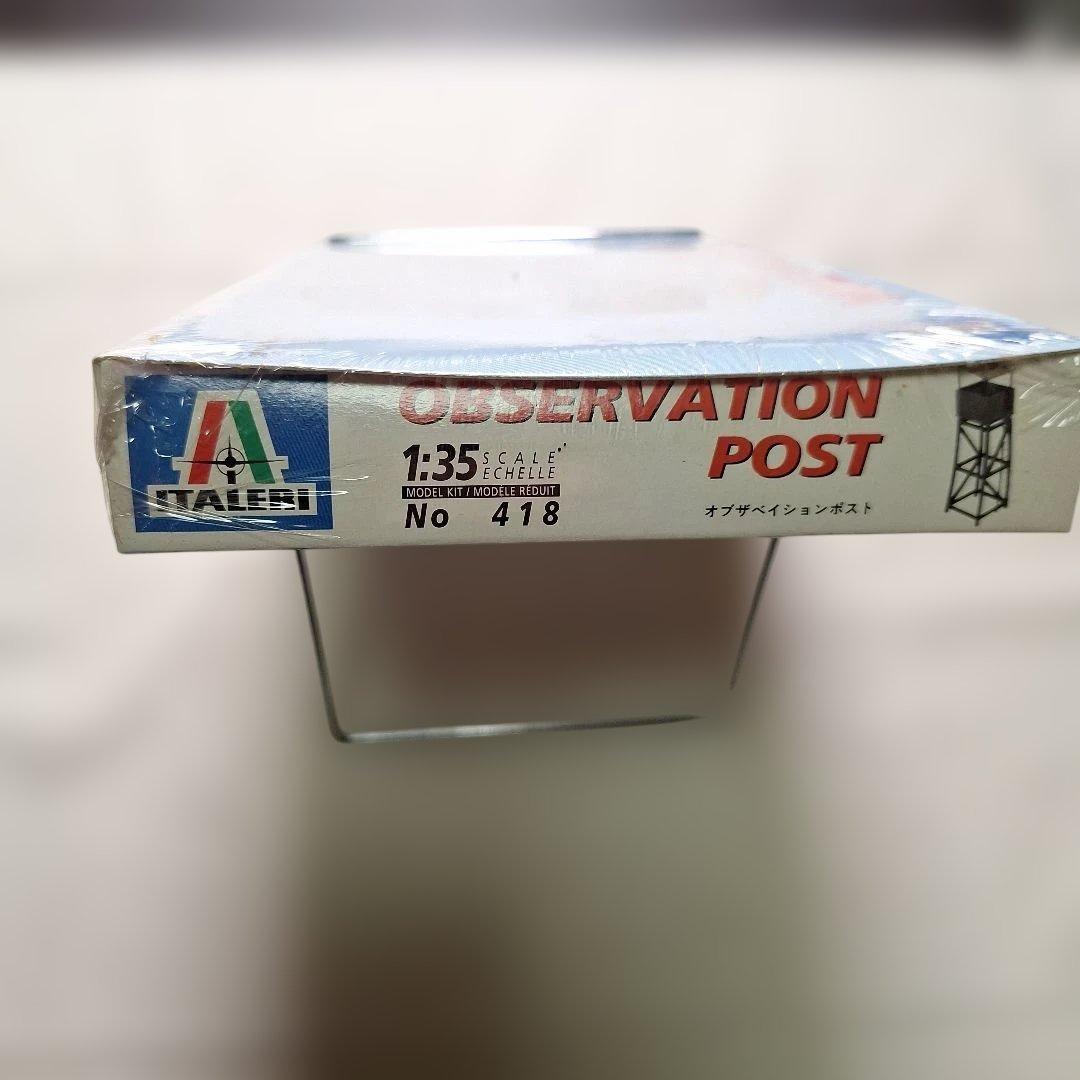 ITALERI
OBSERVATION
POST
1:35 SCALE
ECHELLE
MODEL KIT / MODÈLE RÉDUIT
No 418
オブザベイションポスト